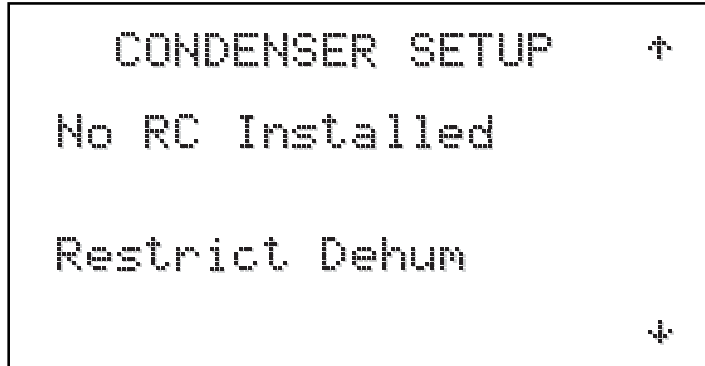 CONDENSER SETUP ↑
No RC Installed
Restrict Dehum
↓